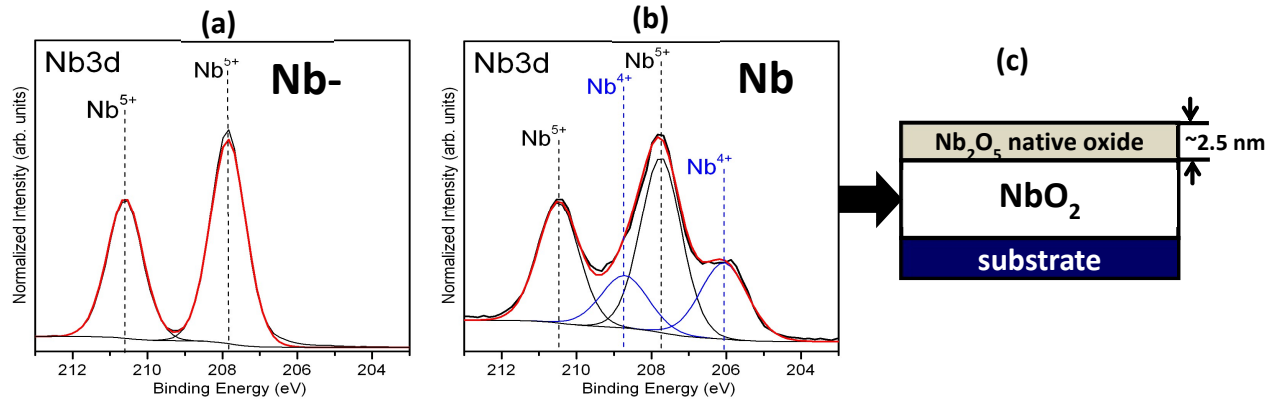 (a)
Nb3d
Nb-
Nb5+
Nb5+
Normalized Intensity (arb. units)
212 210 208 206 204
Binding Energy (eV)
(b)
Nb3d
Nb
Nb5+
Nb4+
Nb5+
Nb4+
Normalized Intensity (arb. units)
212 210 208 206 204
Binding Energy (eV)
(c)
Nb2O5 native oxide
~2.5 nm
NbO2
substrate